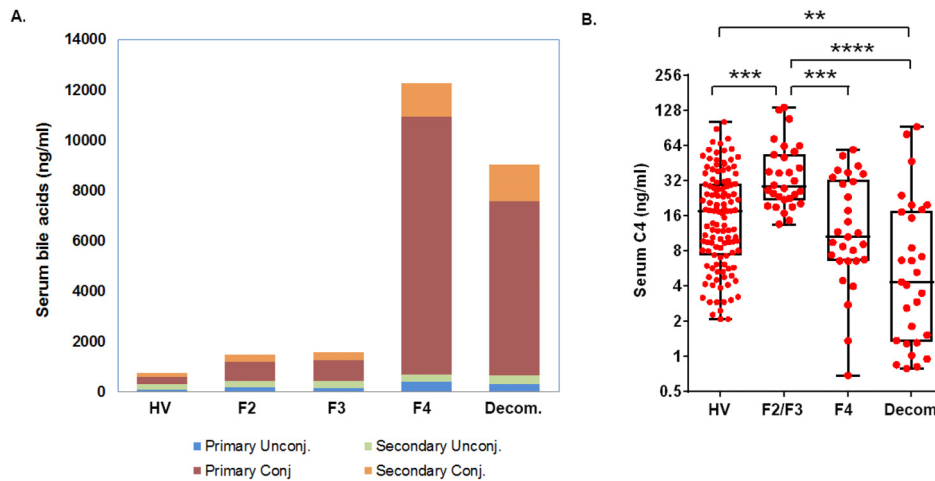 A.
14000
12000
10000
8000
6000
4000
2000
0
Serum bile acids (ng/ml)
HV F2 F3 F4 Decom.
Primary Unconj. Secondary Unconj.
Primary Conj Secondary Conj.
B.
**
****
*** ***
256
128
64
32
16
8
4
2
1
0.5
Serum C4 (ng/ml)
HV F2/F3 F4 Decom